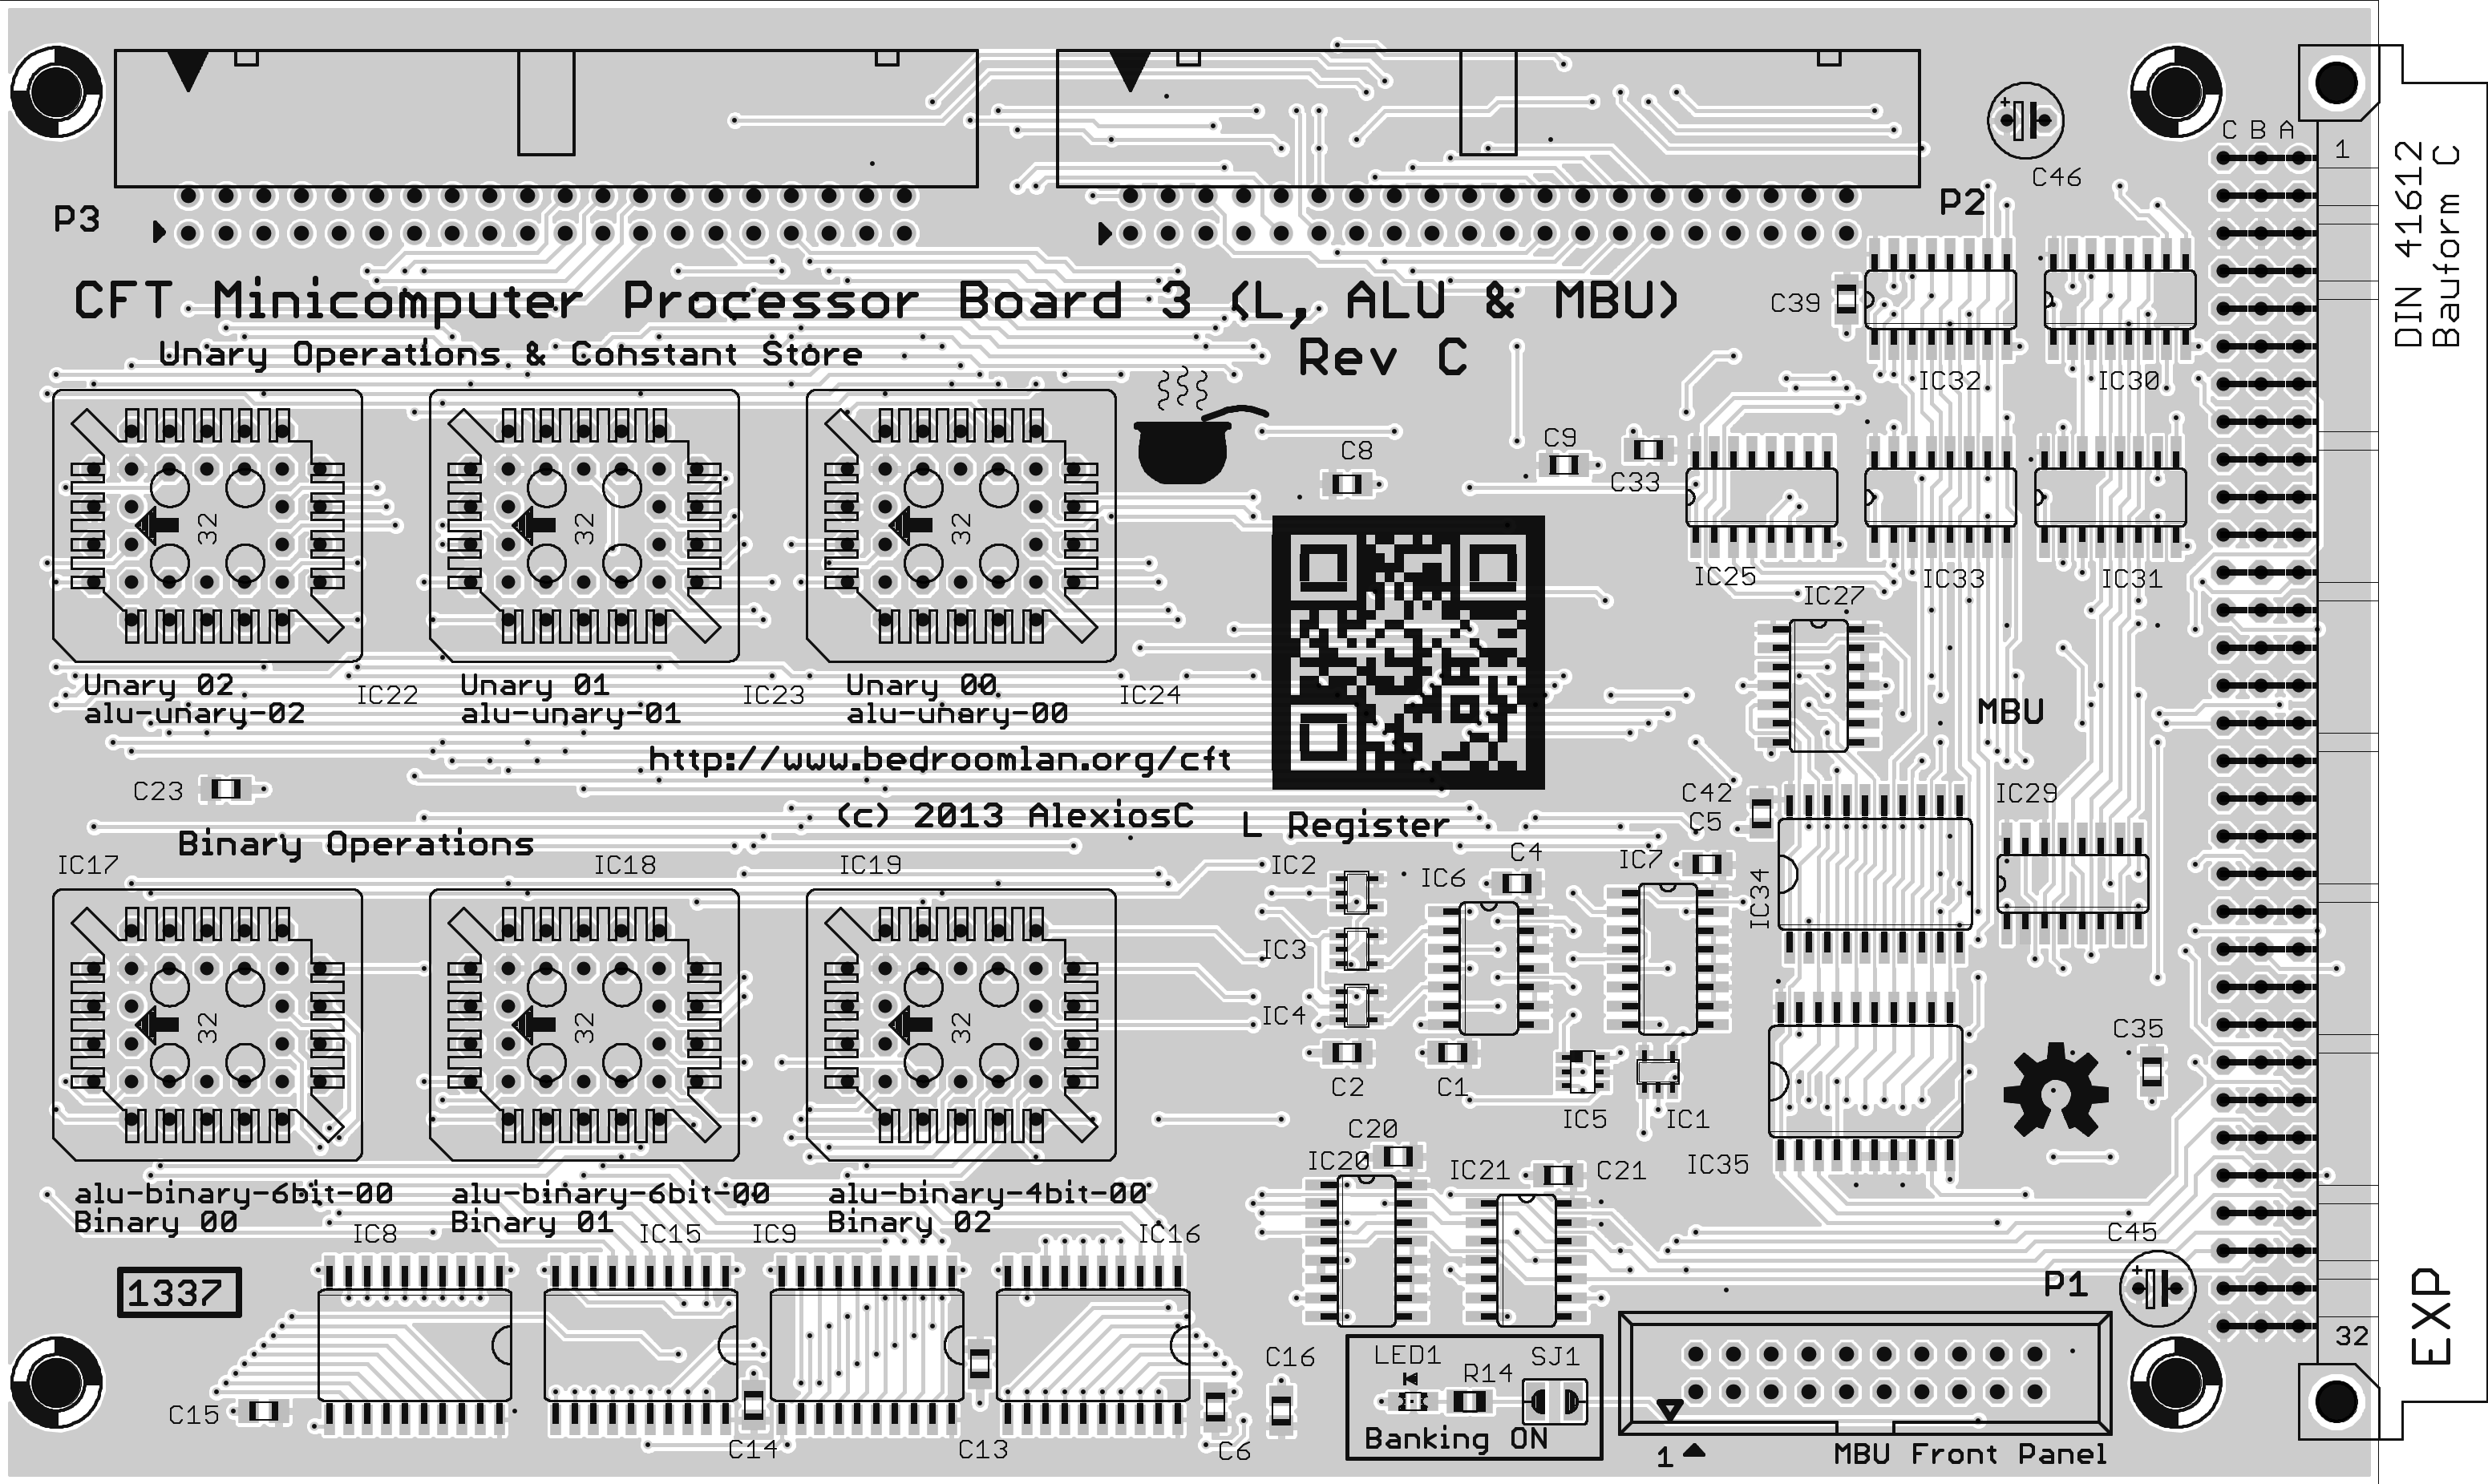 C B A
1
DIN 41612
Bauform C
C46
P3
P2
CFT Minicomputer Processor Board 3 (L, ALU & MBU)
Rev C
C39
Unary Operations & Constant Store
IC32
IC30
C8
C9
C33
32
32
32
IC25
IC33
IC31
IC27
Unary 02
alu-unary-02
IC22
Unary 01
alu-unary-01
IC23
Unary 00
alu-unary-00
IC24
MBU
http://www.bedroomlan.org/cft
C23
C42
C5
IC29
(c) 2013 AlexiosC
L Register
Binary Operations
IC17
IC18
IC19
IC2
IC6
C4
IC7
IC34
IC3
32
32
32
IC4
C35
C2
C1
IC5
IC1
C20
IC20
IC21
C21
IC35
alu-binary-6bit-00
Binary 00
alu-binary-6bit-00
Binary 01
alu-binary-4bit-00
Binary 02
IC8
IC15
IC9
IC16
C45
1337
P1
EXP
32
C16
LED1
R14
SJ1
C15
C14
C13
C6
Banking ON
1
MBU Front Panel